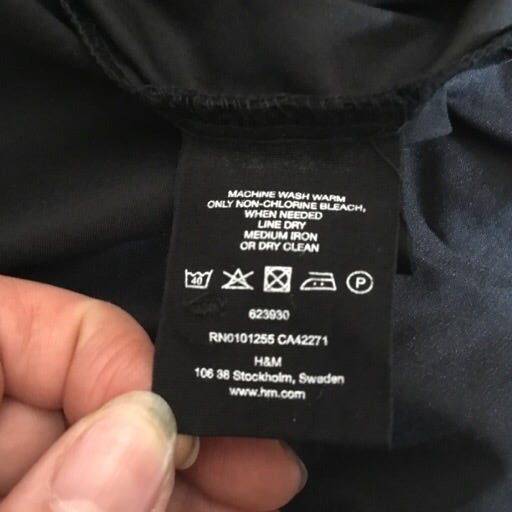 MACHINE WASH WARM
ONLY NON-CHLORINE BLEACH,
WHEN NEEDED
LINE DRY
MEDIUM IRON
OR DRY CLEAN
40 P
623930
RN0101255 CA42271
H&M
106 38 Stockholm, Sweden
www.hm.com